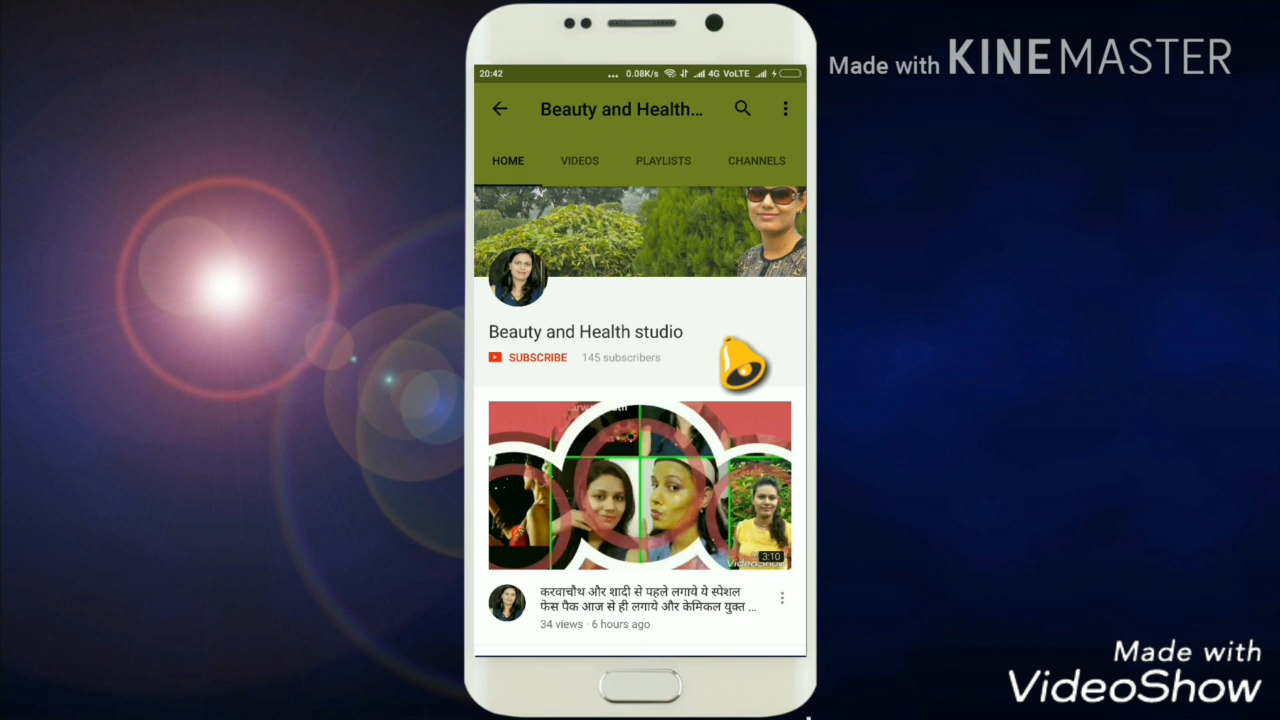 Made with KINEMASTER
20:42 ... 0.08K/s 4G VoLTE
Beauty and Health...
HOME VIDEOS PLAYLISTS CHANNELS
Beauty and Health studio
SUBSCRIBE 145 subscribers
3:10
VideoShow
करवाचौथ और शादी से पहले लगाये ये स्पेशल
फेस पैक आज से ही लगाये और केमिकल युक्त ...
34 views · 6 hours ago
Made with
VideoShow